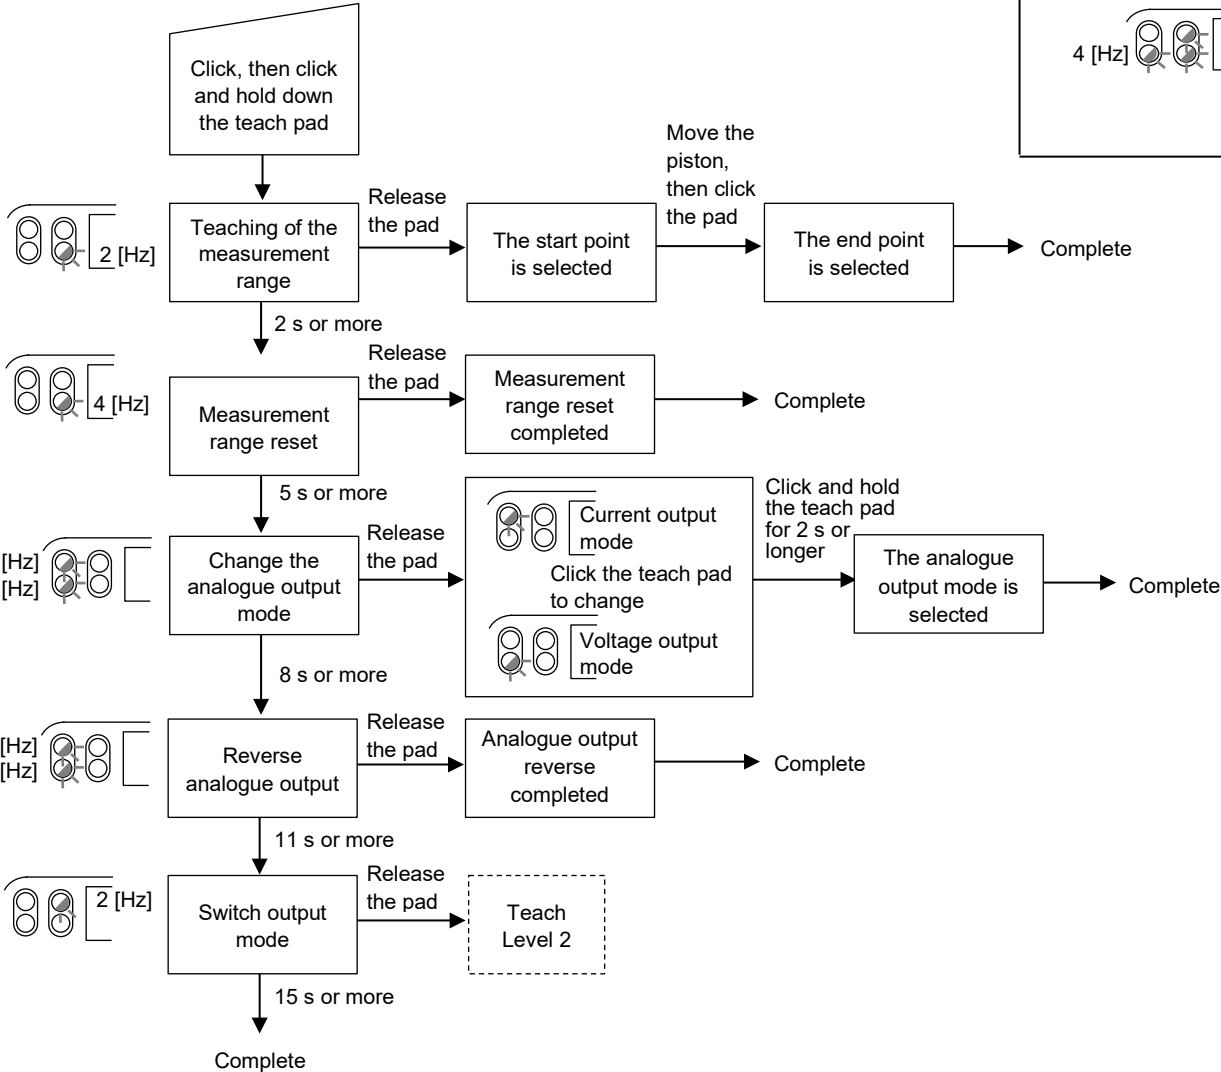 4 [Hz]
Click, then click
and hold down
the teach pad
Move the
piston,
then click
the pad
Release
the pad
2 [Hz]
Teaching of the
measurement
range
The start point
is selected
The end point
is selected
Complete
2 s or more
Release
the pad
4 [Hz]
Measurement
range reset
Measurement
range reset
completed
Complete
5 s or more
Release
the pad
[Hz]
[Hz]
Change the
analogue output
mode
Current output
mode
Click the teach pad
to change
Voltage output
mode
Click and hold
the teach pad
for 2 s or
longer
The analogue
output mode is
selected
Complete
8 s or more
Release
the pad
[Hz]
[Hz]
Reverse
analogue output
Analogue output
reverse
completed
Complete
11 s or more
Release
the pad
2 [Hz]
Switch output
mode
Teach
Level 2
15 s or more
Complete